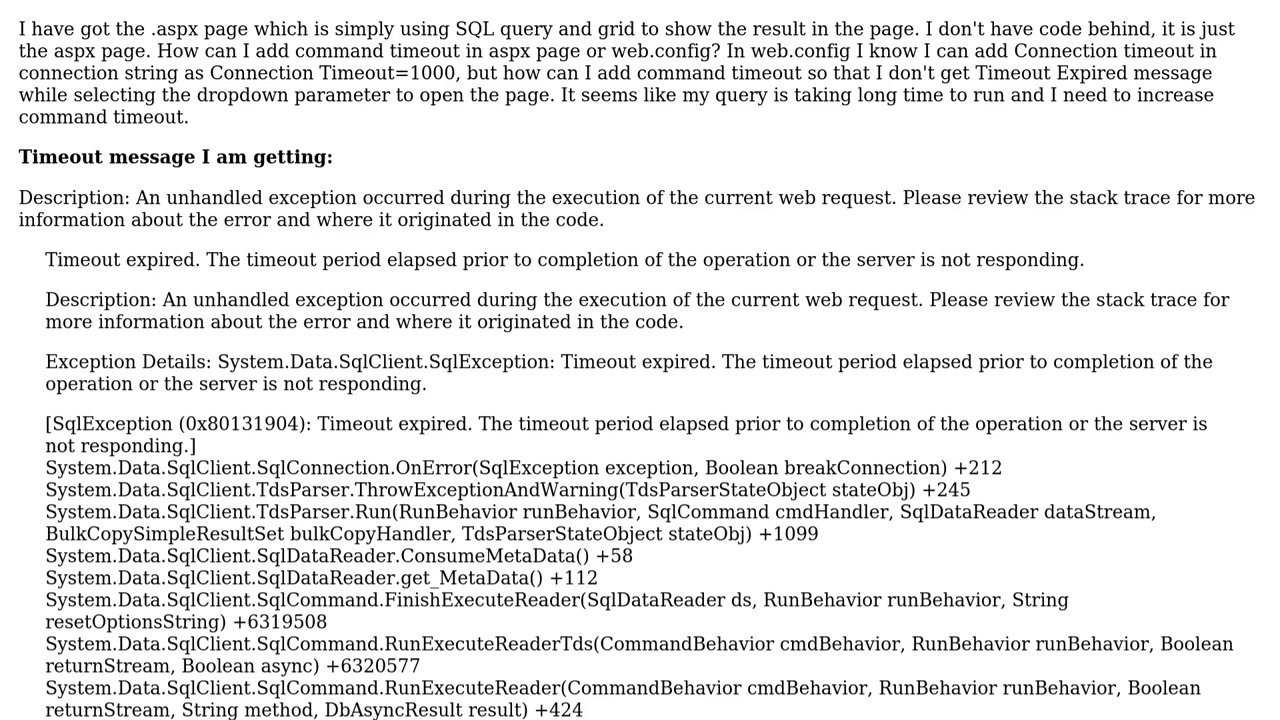 I have got the .aspx page which is simply using SQL query and grid to show the result in the page. I don't have code behind, it is just
the aspx page. How can I add command timeout in aspx page or web.config? In web.config I know I can add Connection timeout in
connection string as Connection Timeout=1000, but how can I add command timeout so that I don't get Timeout Expired message
while selecting the dropdown parameter to open the page. It seems like my query is taking long time to run and I need to increase
command timeout.
Timeout message I am getting:
Description: An unhandled exception occurred during the execution of the current web request. Please review the stack trace for more
information about the error and where it originated in the code.
Timeout expired. The timeout period elapsed prior to completion of the operation or the server is not responding.
Description: An unhandled exception occurred during the execution of the current web request. Please review the stack trace for
more information about the error and where it originated in the code.
Exception Details: System.Data.SqlClient.SqlException: Timeout expired. The timeout period elapsed prior to completion of the
operation or the server is not responding.
[SqlException (0x80131904): Timeout expired. The timeout period elapsed prior to completion of the operation or the server is
not responding.]
System.Data.SqlClient.SqlConnection.OnError(SqlException exception, Boolean breakConnection) +212
System.Data.SqlClient.TdsParser.ThrowExceptionAndWarning(TdsParserStateObject stateObj) +245
System.Data.SqlClient.TdsParser.Run(RunBehavior runBehavior, SqlCommand cmdHandler, SqlDataReader dataStream,
BulkCopySimpleResultSet bulkCopyHandler, TdsParserStateObject stateObj) +1099
System.Data.SqlClient.SqlDataReader.ConsumeMetaData() +58
System.Data.SqlClient.SqlDataReader.get_MetaData() +112
System.Data.SqlClient.SqlCommand.FinishExecuteReader(SqlDataReader ds, RunBehavior runBehavior, String
resetOptionsString) +6319508
System.Data.SqlClient.SqlCommand.RunExecuteReaderTds(CommandBehavior cmdBehavior, RunBehavior runBehavior, Boolean
returnStream, Boolean async) +6320577
System.Data.SqlClient.SqlCommand.RunExecuteReader(CommandBehavior cmdBehavior, RunBehavior runBehavior, Boolean
returnStream, String method, DbAsyncResult result) +424